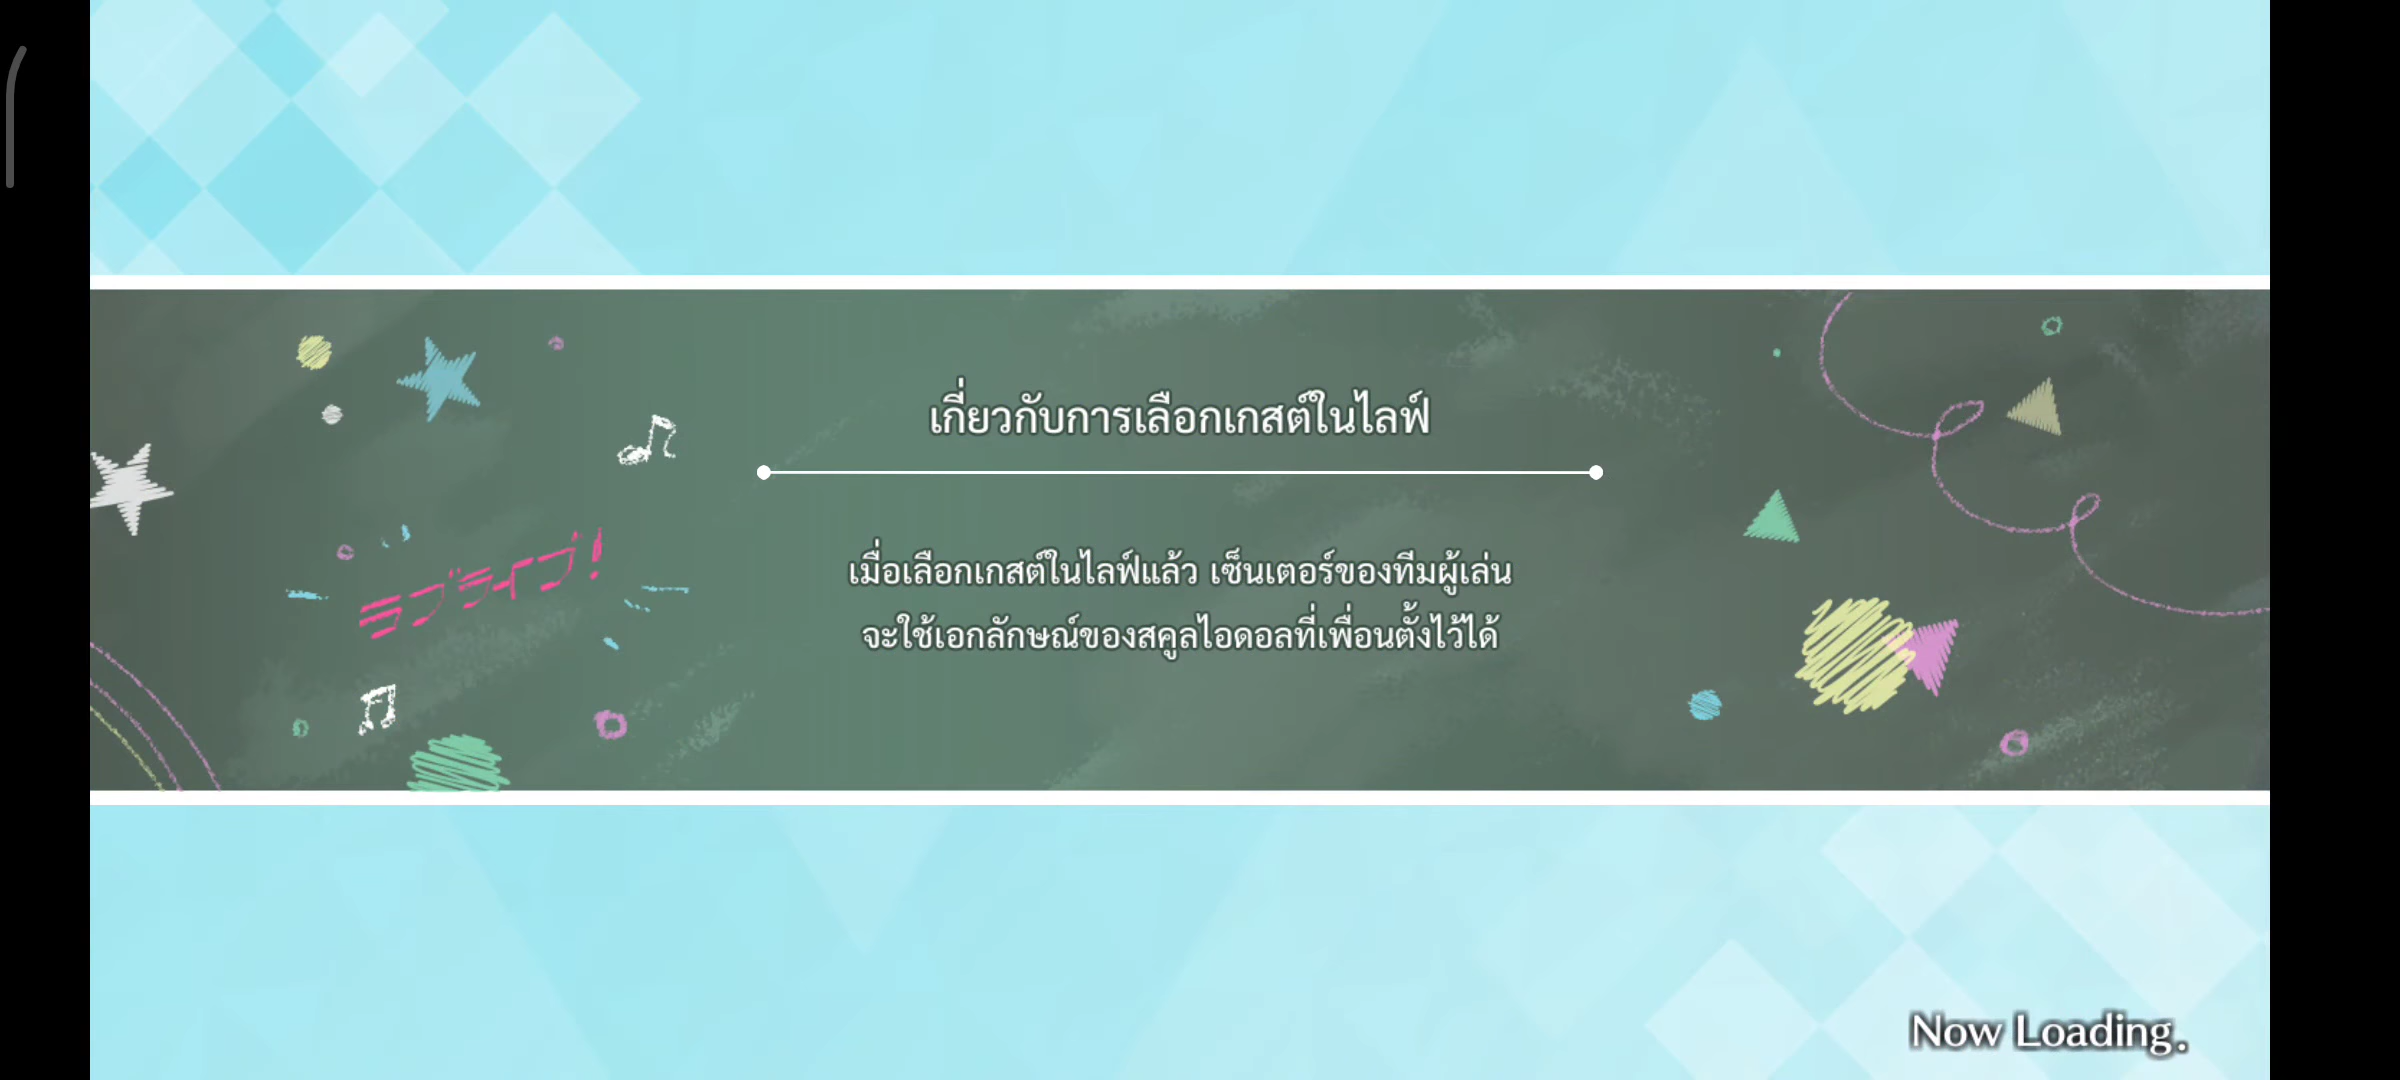 เกี่ยวกับการเลือกเกสต์ในไลฟ์
เมื่อเลือกเกสต์ในไลฟ์แล้ว เซ็นเตอร์ของทีมผู้เล่น
จะใช้เอกลักษณ์ของสคูลไอดอลที่เพื่อนตั้งไว้ได้
ラブライブ!
Now Loading.